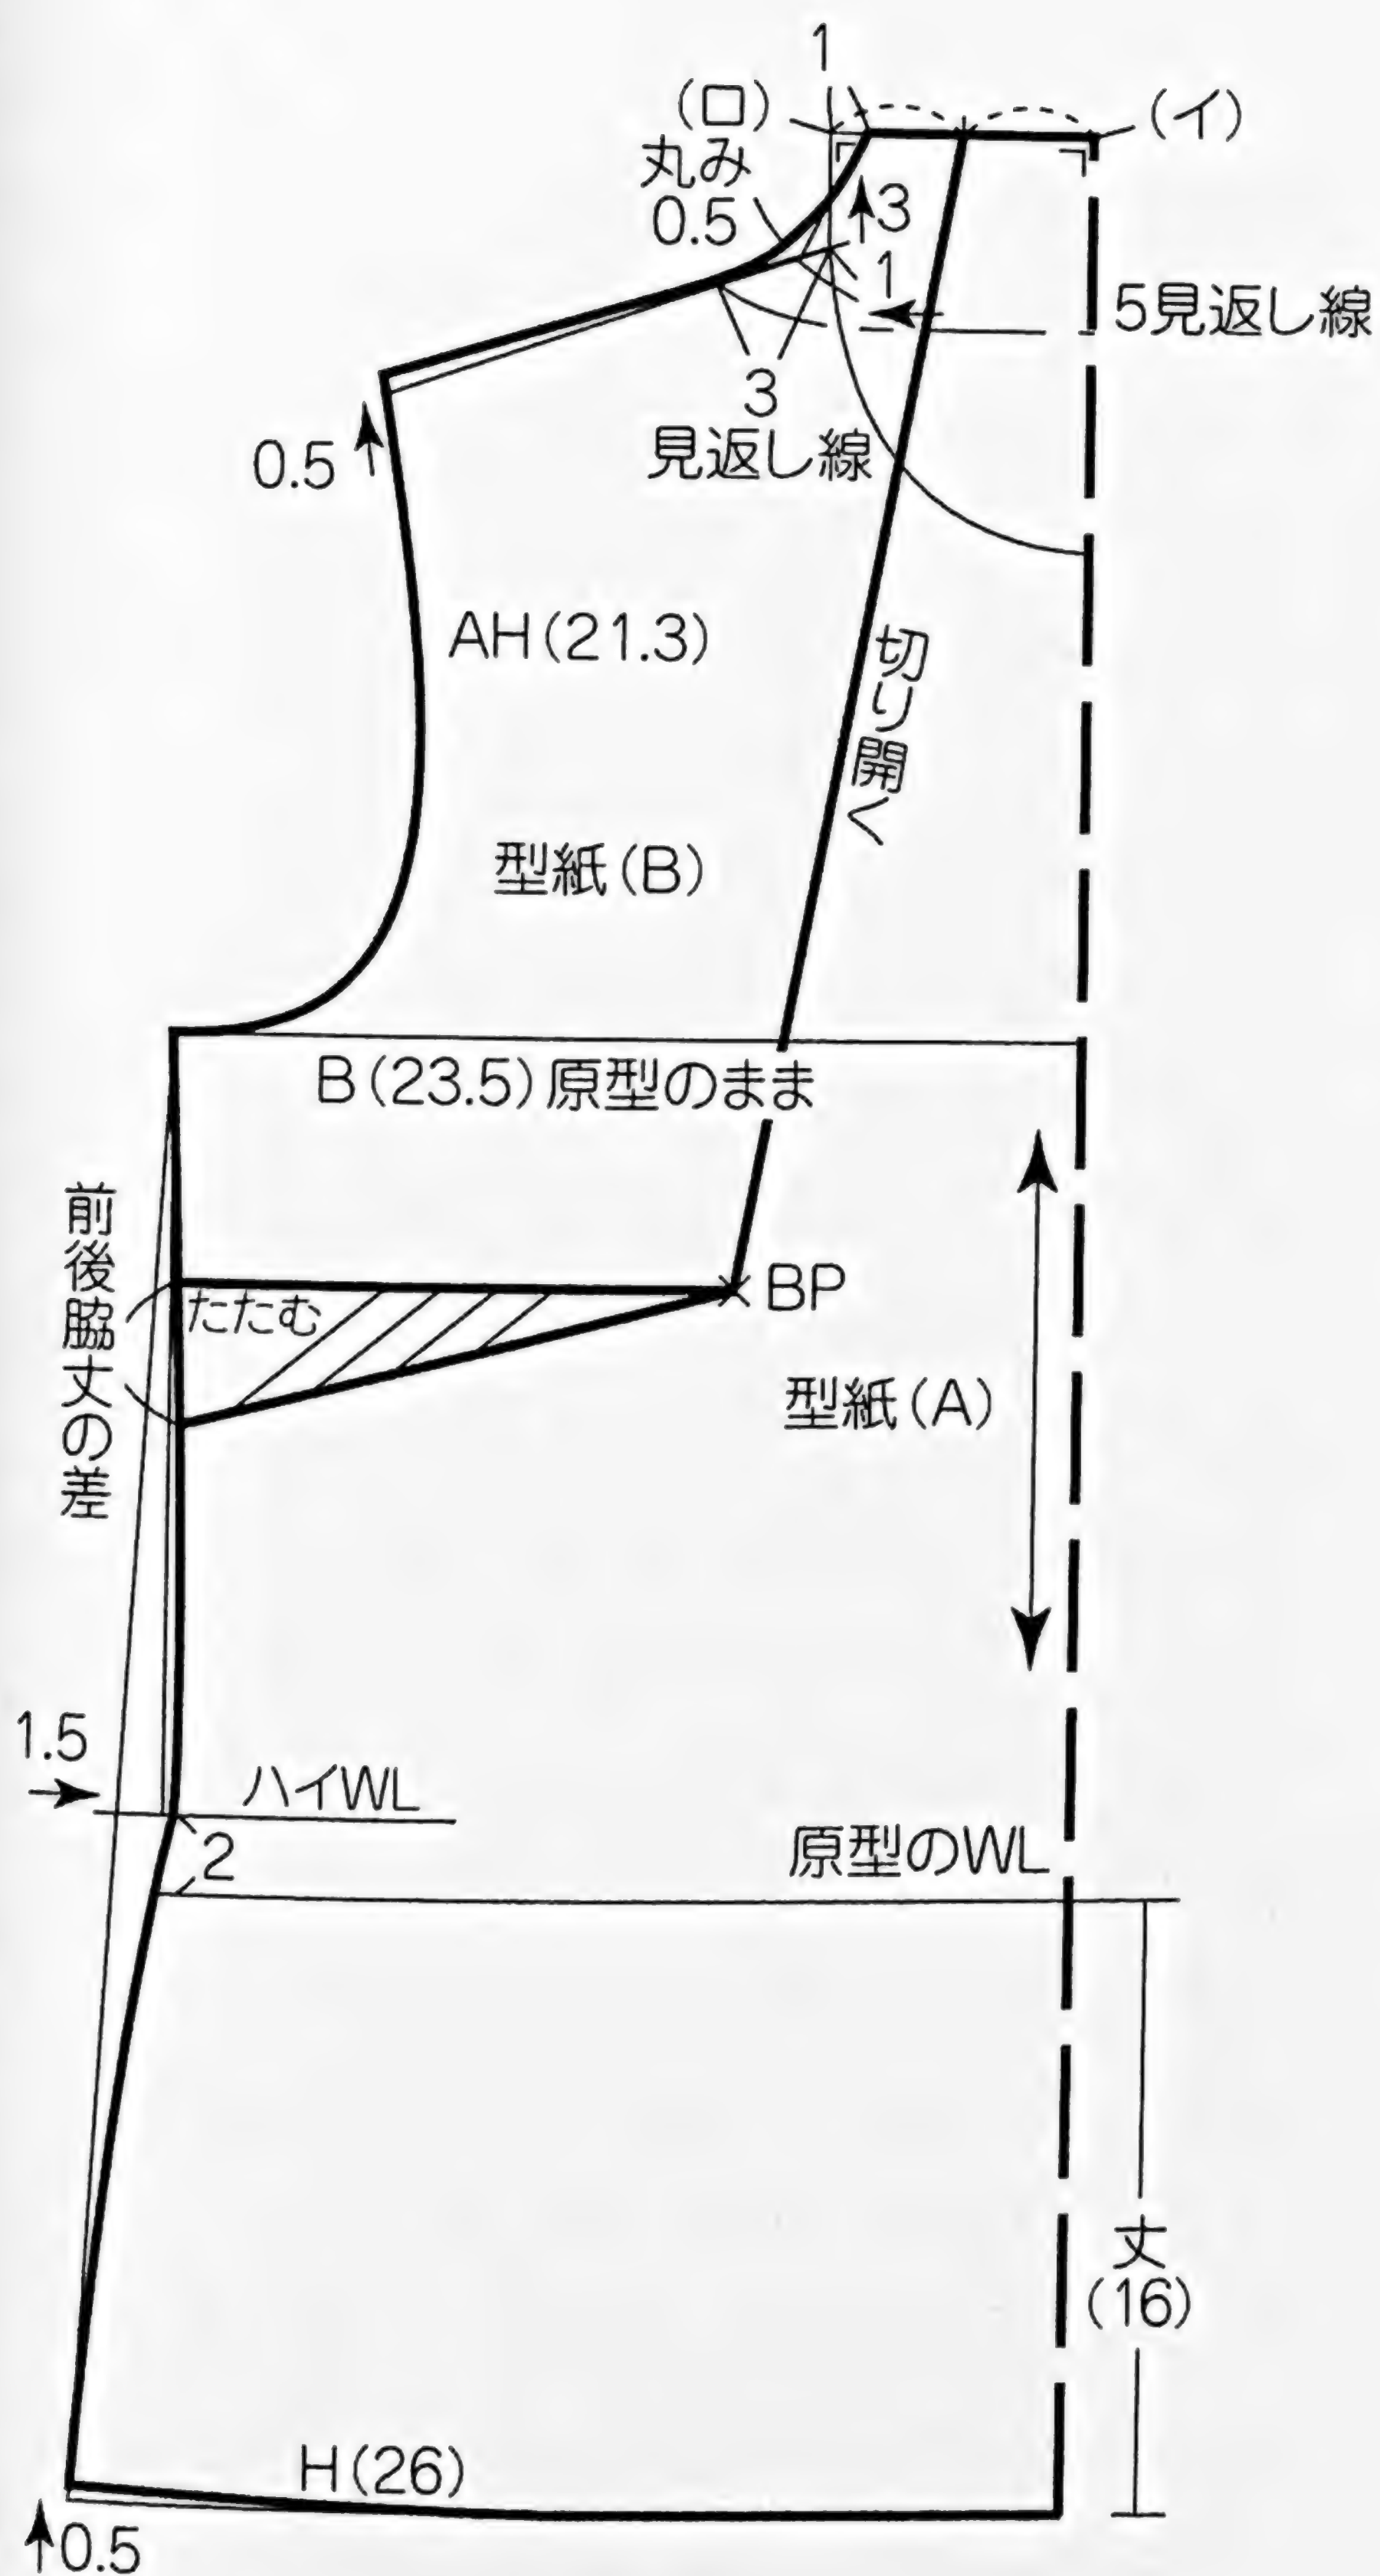 1
(ロ)
(イ)
丸み
0.5
3
1
5見返し線
3
見返し線
0.5
AH(21.3)
切り開く
型紙(B)
B(23.5)原型のまま
前後脇丈の差
たたむ
BP
型紙(A)
1.5
ハイWL
2
原型のWL
丈
(16)
H(26)
0.5